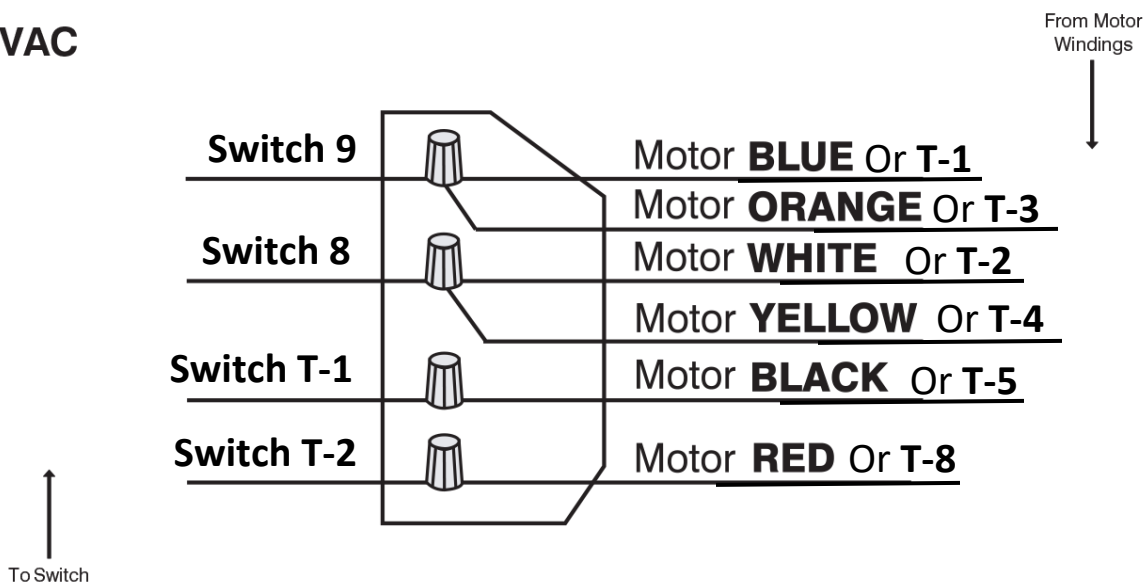 VAC
From Motor
Windings
Switch 9
Motor BLUE Or T-1
Motor ORANGE Or T-3
Switch 8
Motor WHITE Or T-2
Motor YELLOW Or T-4
Switch T-1
Motor BLACK Or T-5
Switch T-2
Motor RED Or T-8
To Switch